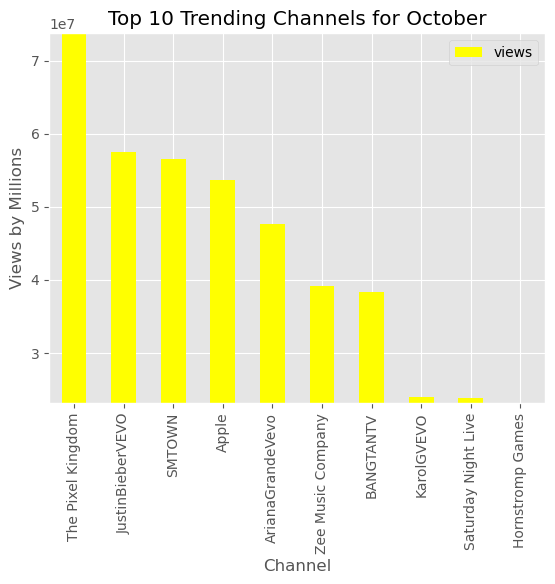 Top 10 Trending Channels for October
1e7
views
7
6
5
4
3
Views by Millions
The Pixel Kingdom
JustinBieberVEVO
SMTOWN
Apple
ArianaGrandeVevo
Zee Music Company
BANGTANTV
KarolGVEVO
Saturday Night Live
Hornstromp Games
Channel